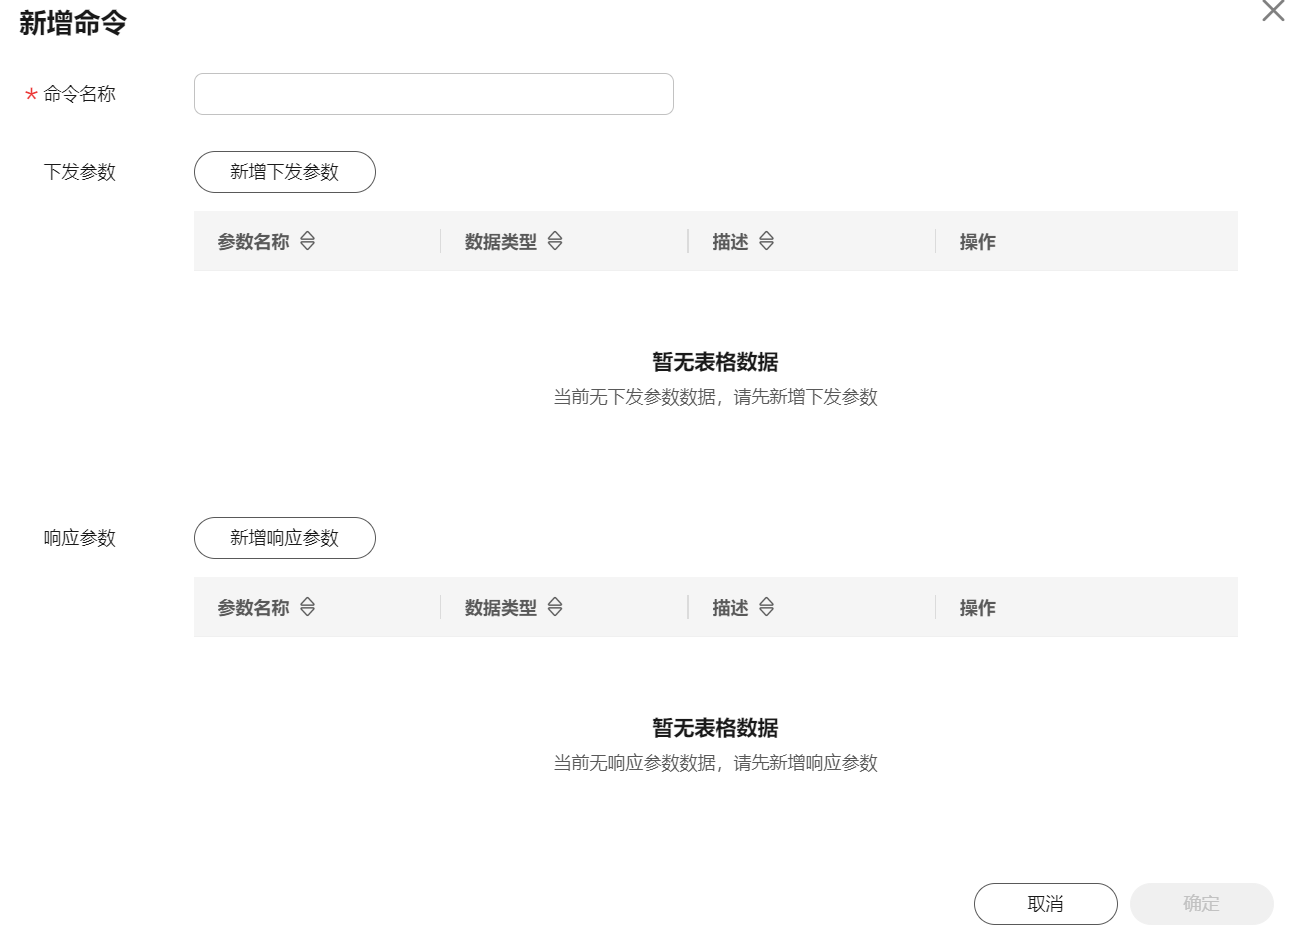 新增命令
* 命令名称
下发参数 新增下发参数
参数名称 数据类型 描述 操作
暂无表格数据
当前无下发参数数据，请先新增下发参数
响应参数 新增响应参数
参数名称 数据类型 描述 操作
暂无表格数据
当前无响应参数数据，请先新增响应参数
取消 确定